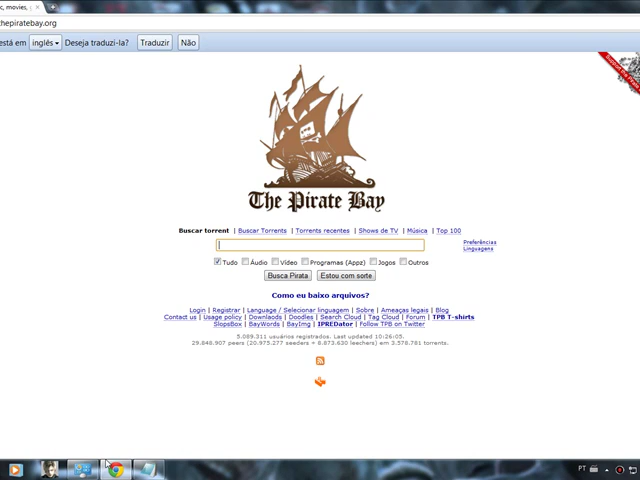 c, movies, g
thepiratebay.org
está em inglês Deseja traduzi-la? Traduzir Não
The Pirate Bay
Buscar torrent | Buscar Torrents | Torrents recentes | Shows de TV | Música | Top 100
Preferências
Linguagens
Tudo Áudio Vídeo Programas (Appz) Jogos Outros
Busca Pirata Estou com sorte
Como eu baixo arquivos?
Login | Registrar | Language / Selecionar linguagem | Sobre | Ameaças legais | Blog
Contact us | Usage policy | Downloads | Doodles | Search Cloud | Tag Cloud | Forum | TPB T-shirts
SlopsBox | BayWords | BayImg | IPREDator | Follow TPB on Twitter
5.089.311 usuários registrados. Last updated 10:26:05.
29.848.907 peers (20.975.277 seeders + 8.873.630 leechers) em 3.578.781 torrents.
PT